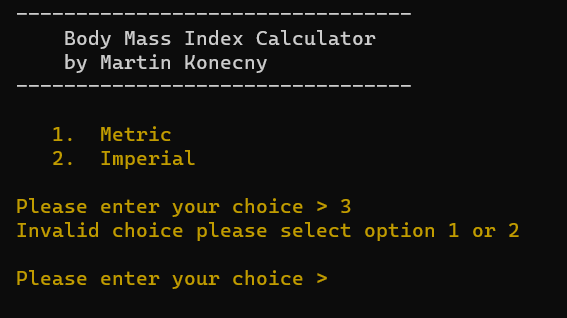 ---------------------------------
Body Mass Index Calculator
by Martin Konecny
---------------------------------
1. Metric
2. Imperial
Please enter your choice > 3
Invalid choice please select option 1 or 2
Please enter your choice >